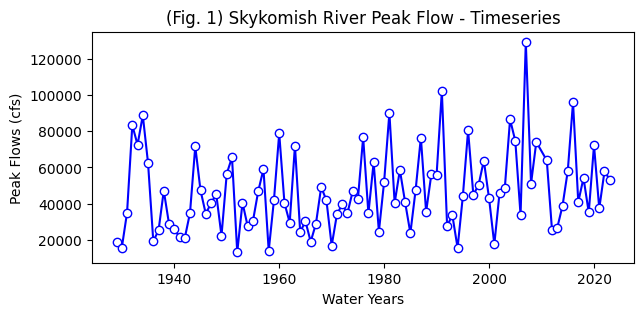 (Fig. 1) Skykomish River Peak Flow - Timeseries
120000
100000
80000
60000
40000
20000
Peak Flows (cfs)
1940 1960 1980 2000 2020
Water Years